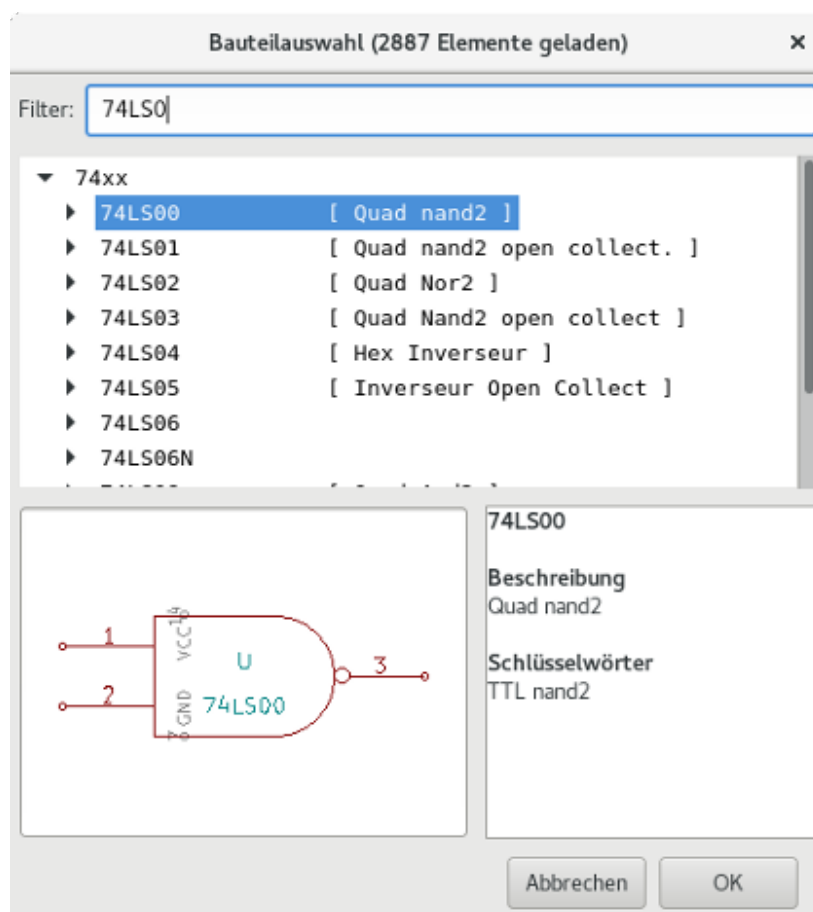 Bauteilauswahl (2887 Elemente geladen) ×
Filter: 74LS0
74xx
74LS00 [ Quad nand2 ]
74LS01 [ Quad nand2 open collect. ]
74LS02 [ Quad Nor2 ]
74LS03 [ Quad Nand2 open collect ]
74LS04 [ Hex Inverseur ]
74LS05 [ Inverseur Open Collect ]
74LS06
74LS06N
74LS00
Beschreibung
Quad nand2
Schlüsselwörter
TTL nand2
14
VCC
1
U
3
2
GND
74LS00
7
Abbrechen OK